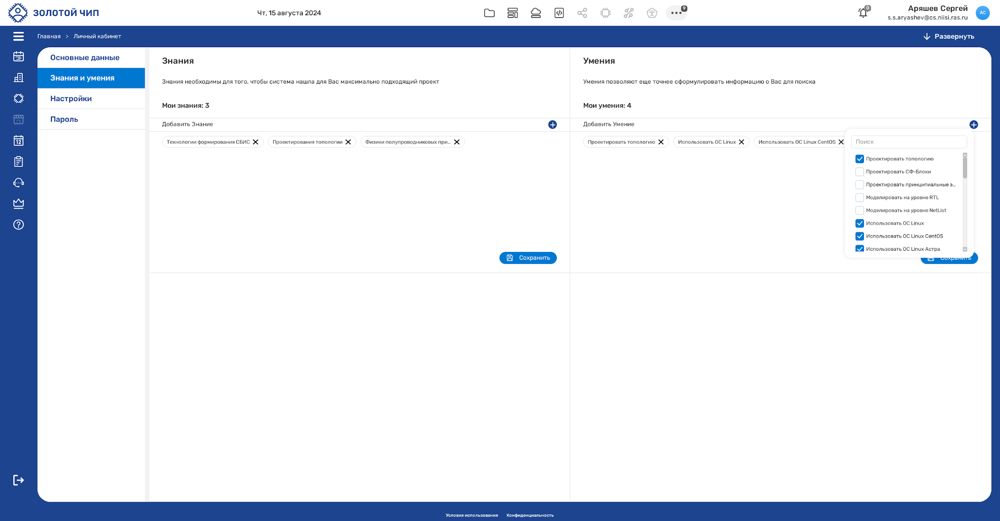 ЗОЛОТОЙ ЧИП
Чт, 15 августа 2024
9
0
Аряшев Сергей
s.s.aryashev@cs.niisi.ras.ru
АС
Главная > Личный кабинет
Развернуть
Основные данные
Знания и умения
Настройки
Пароль
12
Знания
Знания необходимы для того, чтобы система нашла для Вас максимально подходящий проект
Мои знания: 3
Добавить Знание
Технологии формирования СБИС
Проектирования топологии
Физики полупроводниковых при...
Сохранить
Умения
Умения позволяют еще точнее сформулировать информацию о Вас для поиска
Мои умения: 4
Добавить Умение
Проектировать топологию
Использовать ОС Linux
Использовать ОС Linux CentOS
Поиск
Проектировать топологию
Проектировать СФ-Блоки
Проектировать принципиальные э...
Моделировать на уровне RTL
Моделировать на уровне NetList
Использовать ОС Linux
Использовать ОС Linux CentOS
Использовать ОС Linux Астра
Сохранить
Условия использования
Конфиденциальность